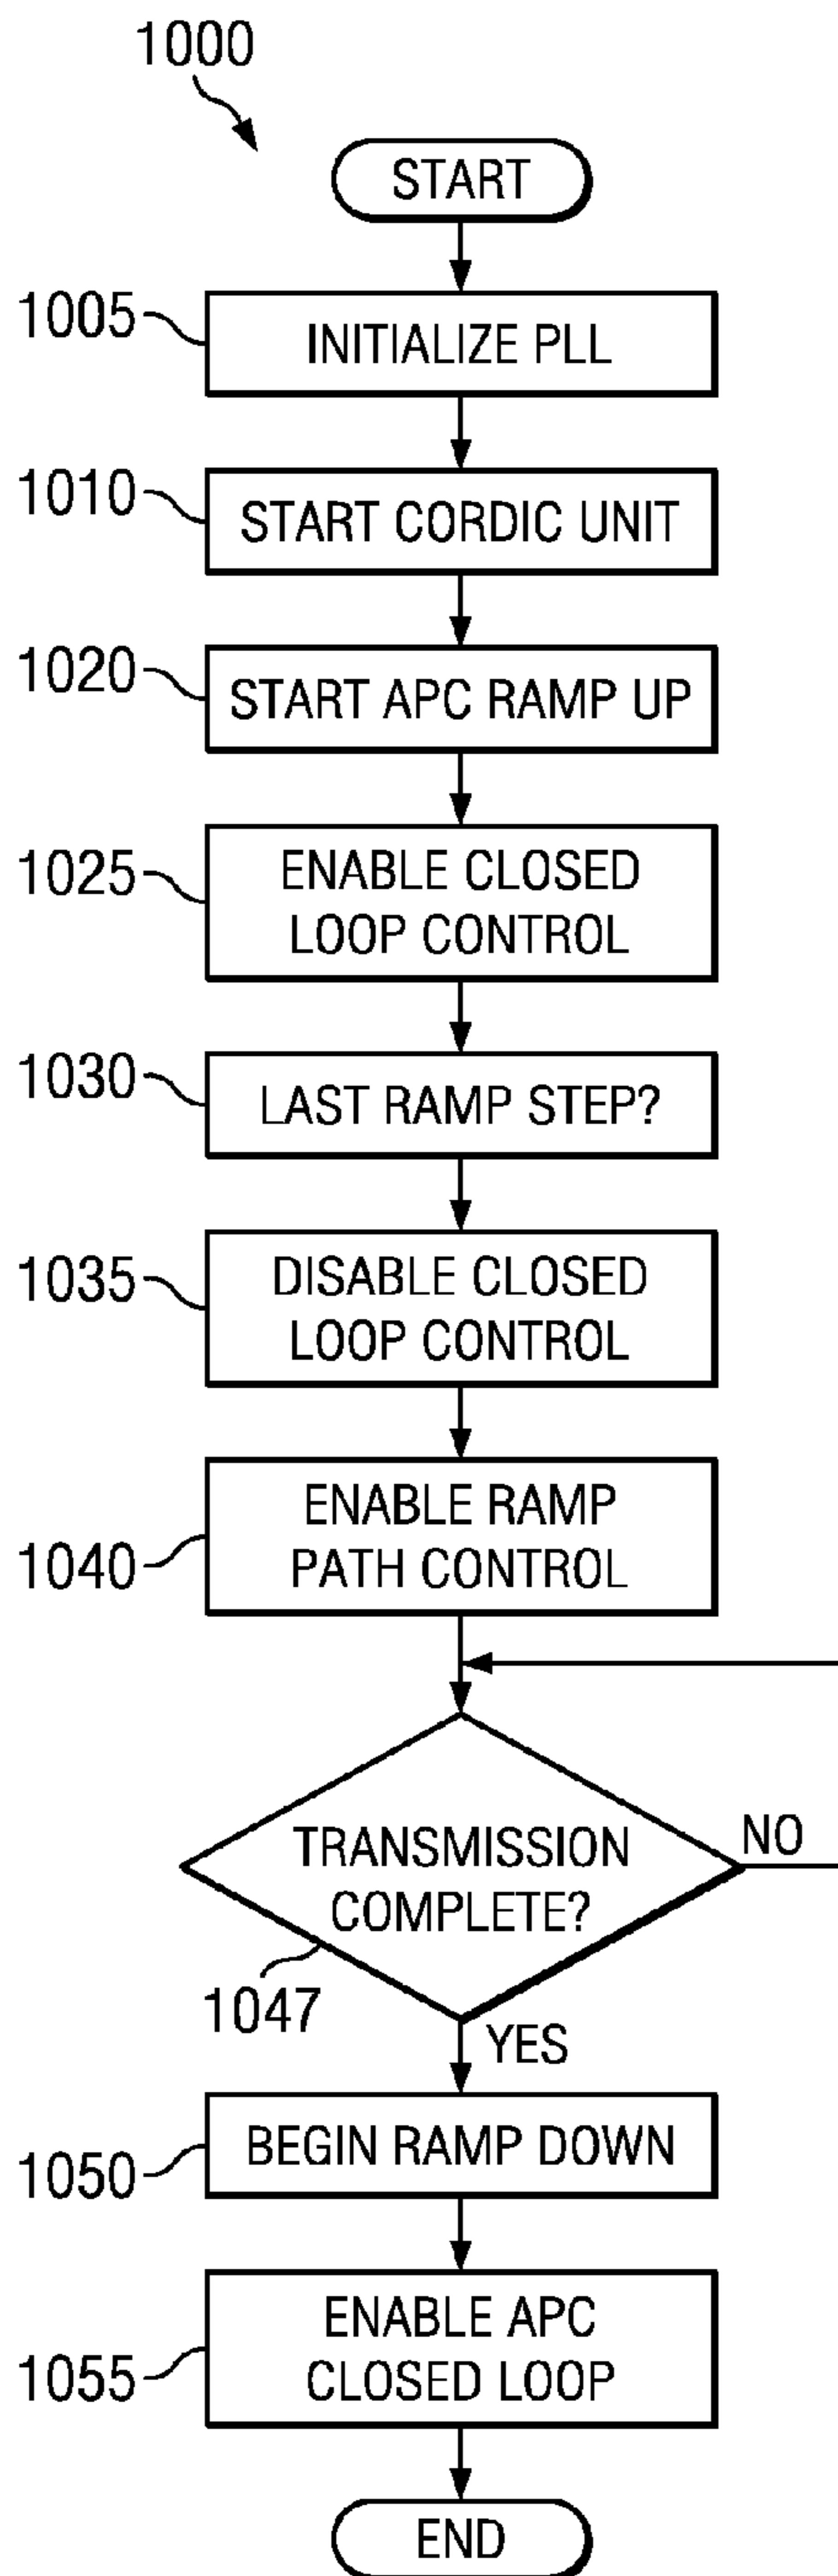 1000
START
1005
INITIALIZE PLL
1010
START CORDIC UNIT
1020
START APC RAMP UP
1025
ENABLE CLOSED
LOOP CONTROL
1030
LAST RAMP STEP?
1035
DISABLE CLOSED
LOOP CONTROL
1040
ENABLE RAMP
PATH CONTROL
TRANSMISSION
COMPLETE?
NO
1047
YES
1050
BEGIN RAMP DOWN
1055
ENABLE APC
CLOSED LOOP
END